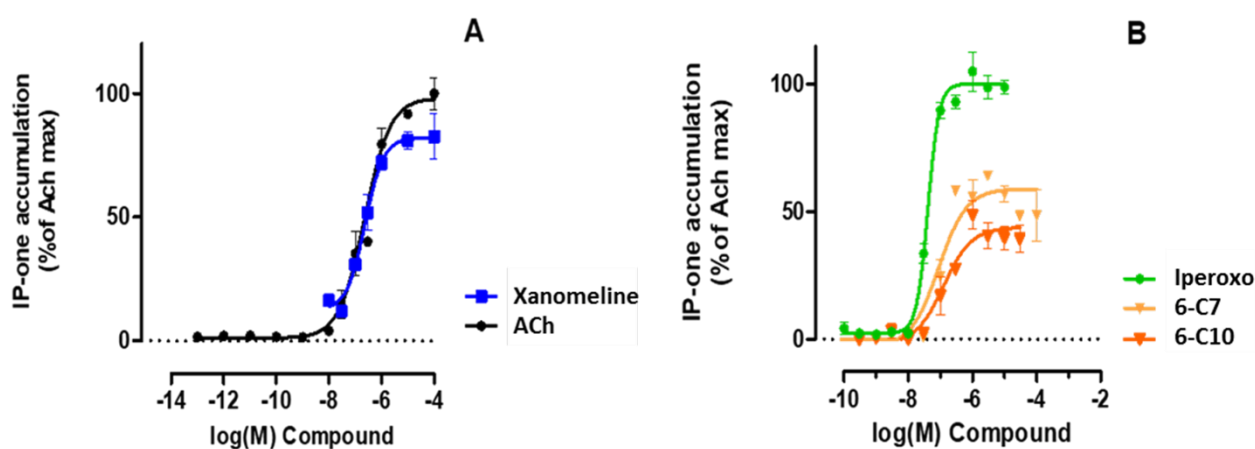 A
IP-one accumulation
(%of Ach max)
100
50
0
-14 -12 -10 -8 -6 -4
log(M) Compound
Xanomeline
ACh
B
IP-one accumulation
(% of Ach max)
100
50
0
-10 -8 -6 -4 -2
log(M) Compound
Iperoxo
6-C7
6-C10